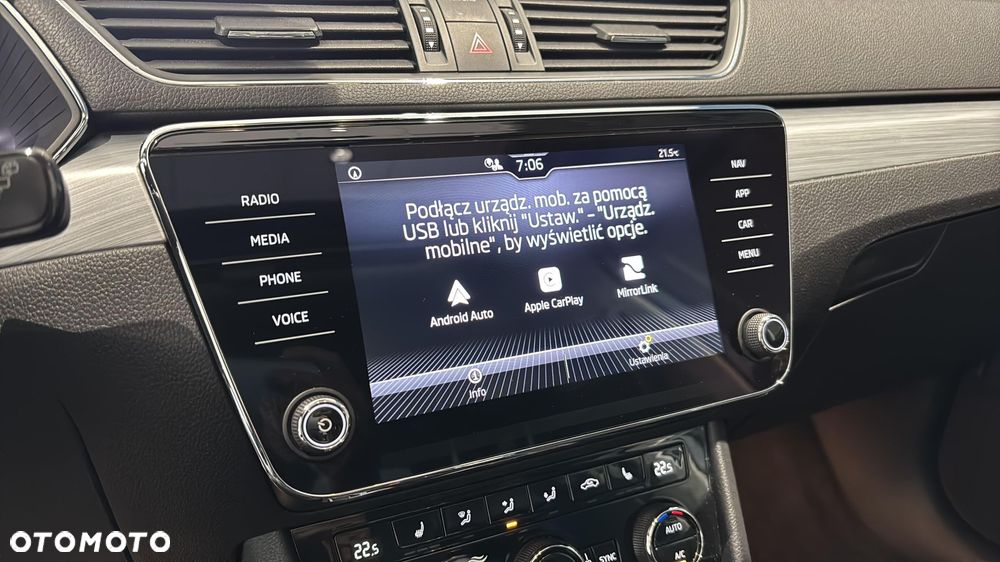 7:06
21.5°C
RADIO
MEDIA
PHONE
VOICE
Podłącz urządz. mob. za pomocą
USB lub kliknij "Ustaw." - "Urządz.
mobilne", by wyświetlić opcje.
Android Auto
Apple CarPlay
MirrorLink
Info
Ustawienia
NAV
APP
CAR
MENU
22.5
22.5
SYNC
AUTO
A/C
OTOMOTO